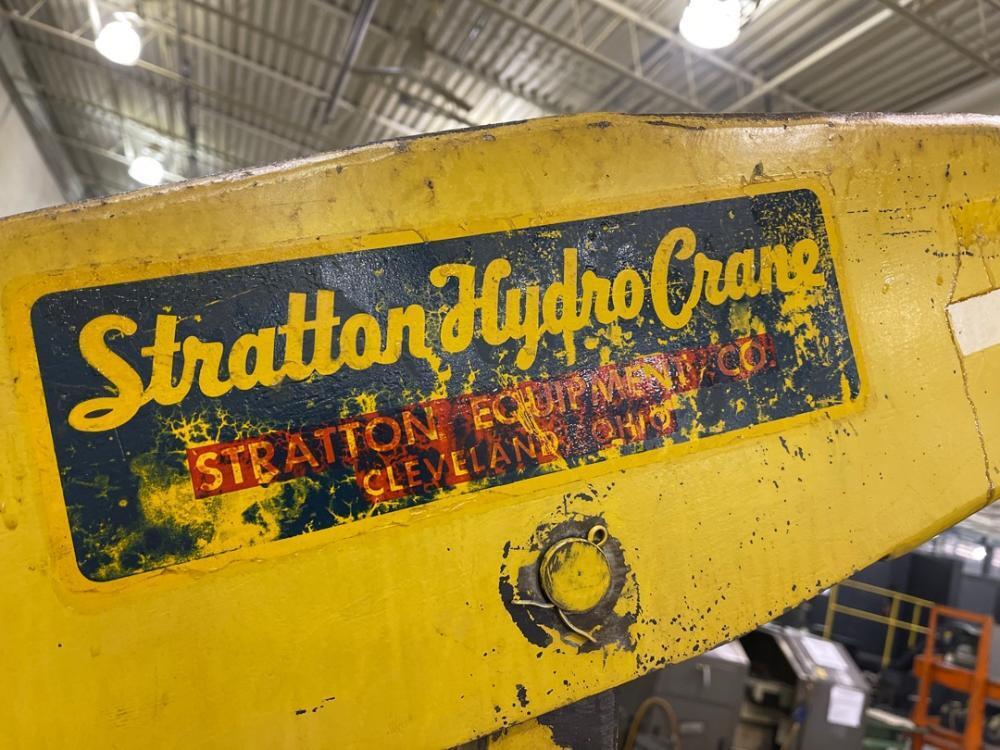 Stratton Hydro Crane
STRATTON EQUIPMENT CO.
CLEVELAND, OHIO